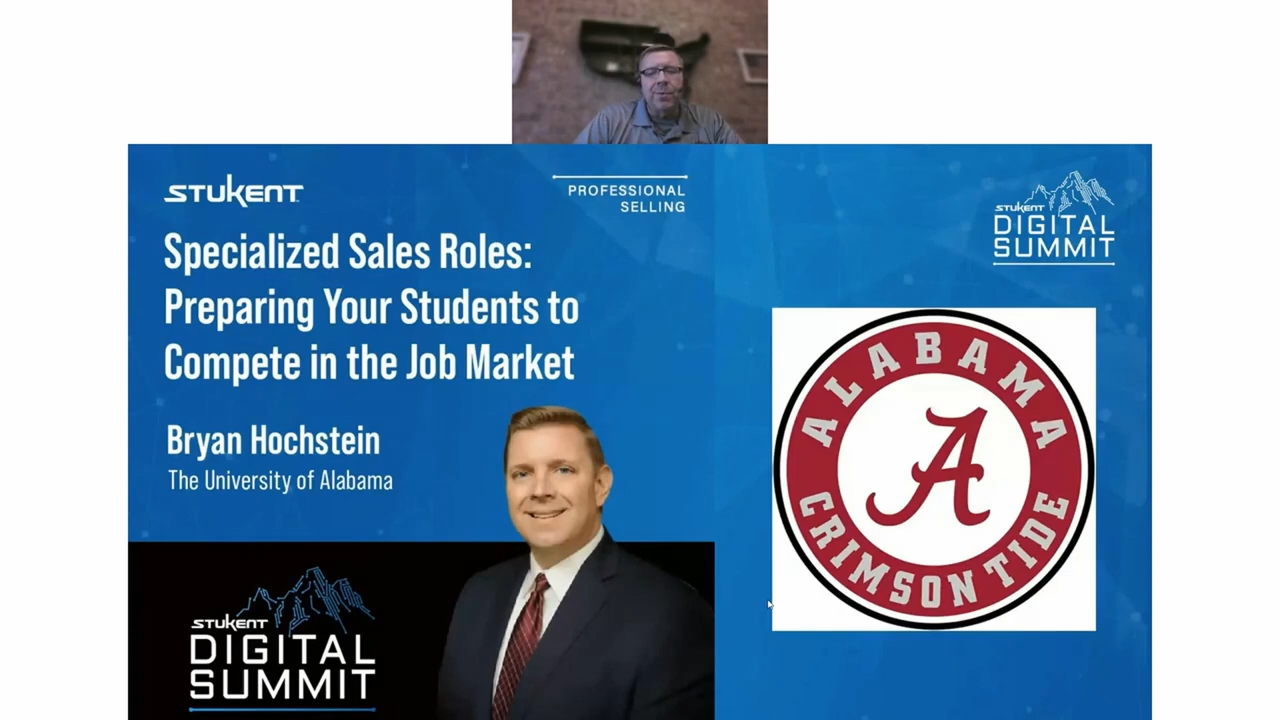 STUKENT
PROFESSIONAL
SELLING
Specialized Sales Roles:
Preparing Your Students to
Compete in the Job Market
Bryan Hochstein
The University of Alabama
STUKENT
DIGITAL
SUMMIT
STUKENT
DIGITAL
SUMMIT
ALABAMA
A
CRIMSON TIDE